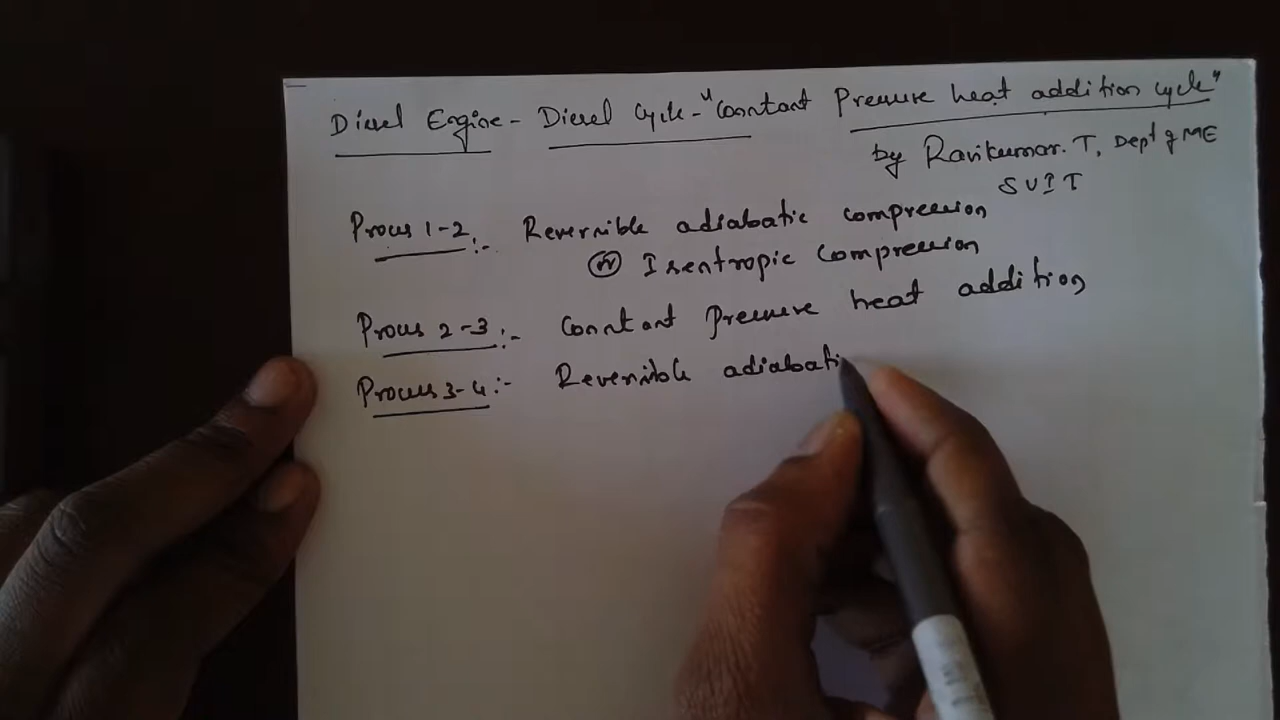 Diesel Engine - Diesel Cycle - "Constant Pressure heat addition cycle"
by Ravikumar. T, Dept of ME
SVIT
Process 1-2 :- Reversible adiabatic compression
(or) Isentropic compression
Process 2-3 :- Constant Pressure heat addition
Process 3-4 :- Reversible adiabati